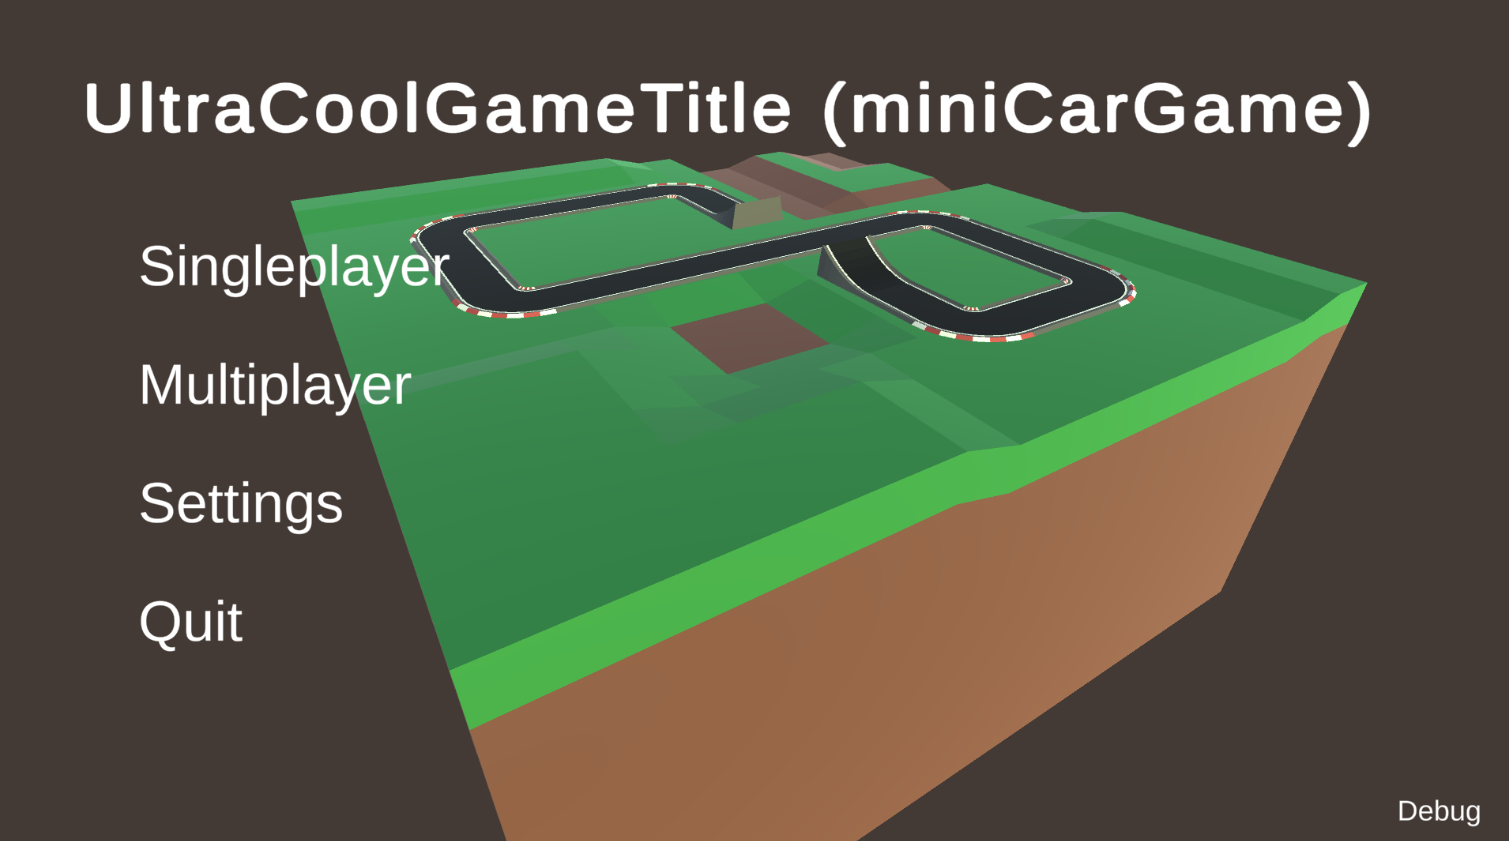 UltraCoolGameTitle (miniCarGame)
Singleplayer
Multiplayer
Settings
Quit
Debug